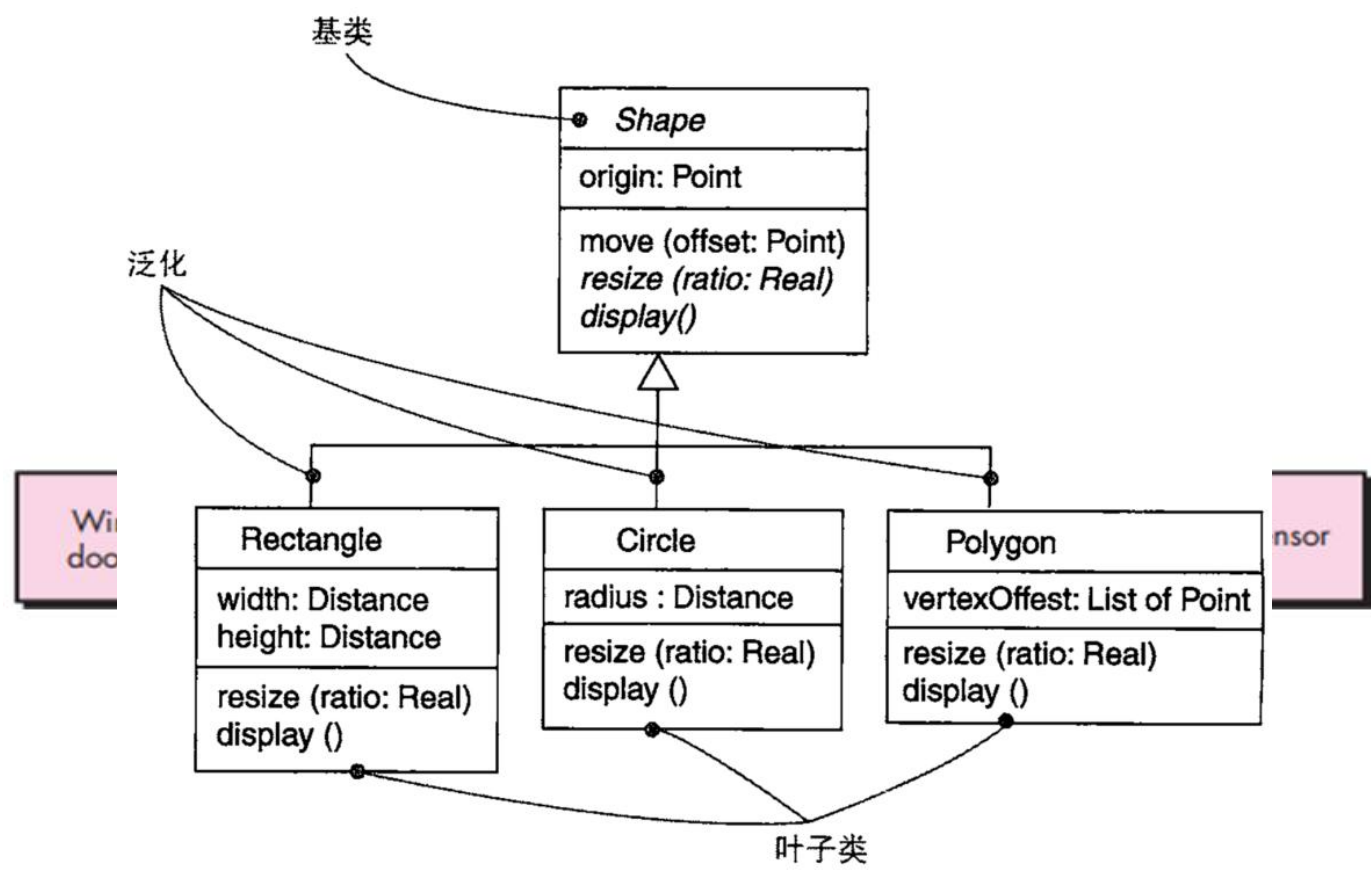 基类
Shape
origin: Point
move (offset: Point)
resize (ratio: Real)
display()
泛化
Rectangle
width: Distance
height: Distance
resize (ratio: Real)
display ()
Circle
radius : Distance
resize (ratio: Real)
display ()
Polygon
vertexOffest: List of Point
resize (ratio: Real)
display ()
叶子类